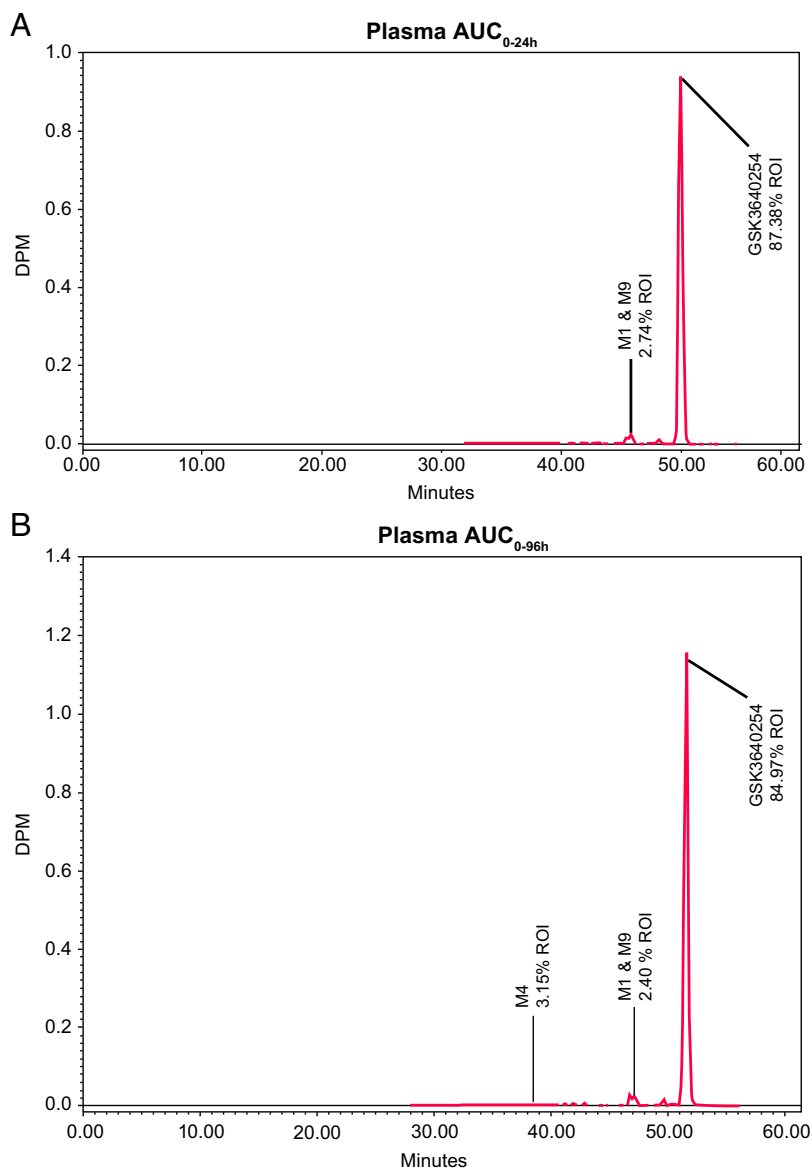 A
Plasma AUC0-24h
1.0
0.8
0.6
0.4
0.2
0.0
DPM
M1 & M9
2.74% ROI
GSK3640254
87.38% ROI
0.00
10.00
20.00
30.00
40.00
50.00
60.00
Minutes
B
Plasma AUC0-96h
1.4
1.2
1.0
0.8
0.6
0.4
0.2
0.0
DPM
M4
3.15% ROI
M1 & M9
2.40 % ROI
GSK3640254
84.97% ROI
0.00
10.00
20.00
30.00
40.00
50.00
60.00
Minutes